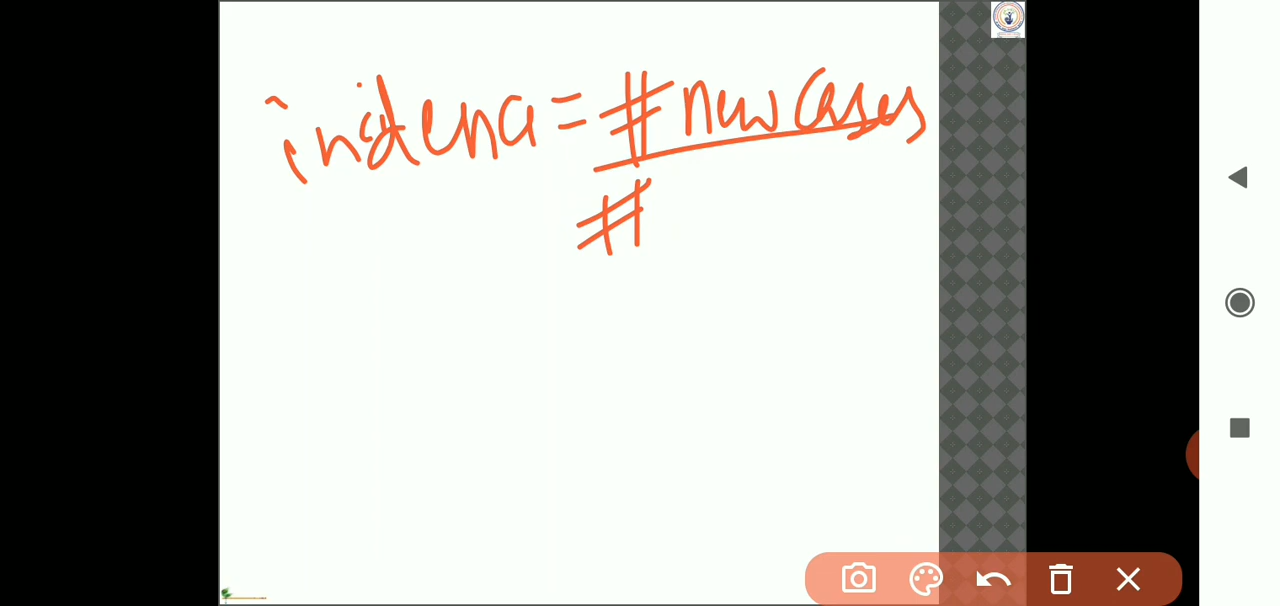 incidence = # new cases
#